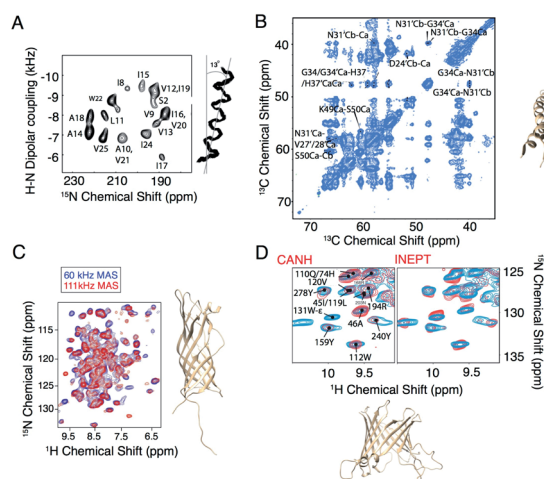 A
H-N Dipolar coupling (kHz)
-10
-9
-8
-7
-6
I15
I8
V12,I19
W22
S2
A18
L11
V9
I16,
V20
V13
A14
V25
A10,
V21
I24
I17
230
210
190
15N Chemical Shift (ppm)
13°
B
13C Chemical Shift (ppm)
40
50
60
70
N31'Cb-Ca
N31'Cb-G34'Ca
N31'Cb-G34Ca
D24'Cb-Ca
G34/G34'Ca-H37
/H37'CaCa
G34Ca-N31'Cb
G34'Ca-N31'Cb
K49Ca-S50Ca
N31'Ca-
V27'/28'Ca
S50Ca-Cb
70
60
50
40
13C Chemical Shift (ppm)
C
60 kHz MAS
111kHz MAS
15N Chemical Shift (ppm)
115
120
125
130
9.5
8.5
7.5
6.5
1H Chemical Shift (ppm)
D
CANH
INEPT
110Q/74H
120V
278Y
45I/119L
131W-ε
194R
46A
159Y
240Y
112W
10
9.5
10
9.5
1H Chemical Shift (ppm)
125
130
135
15N Chemical Shift (ppm)